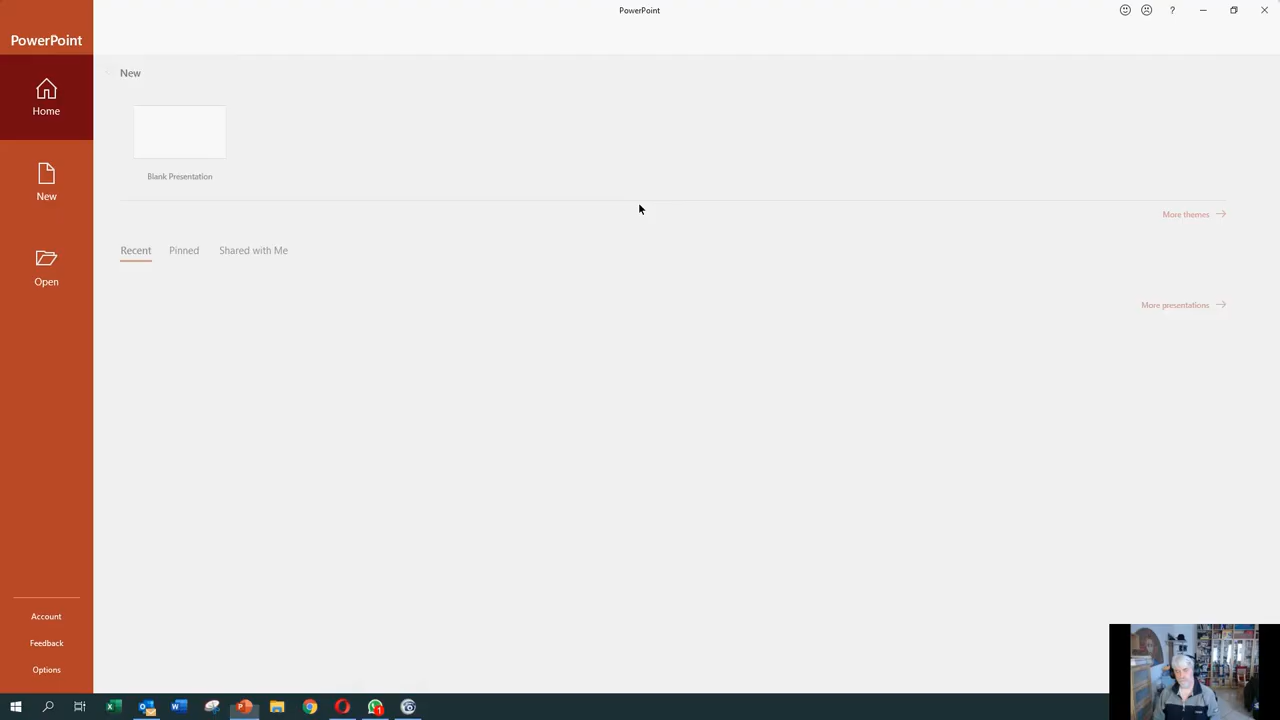 PowerPoint
PowerPoint
Home
New
Open
Account
Feedback
Options
New
Blank Presentation
More themes
Recent Pinned Shared with Me
More presentations
1